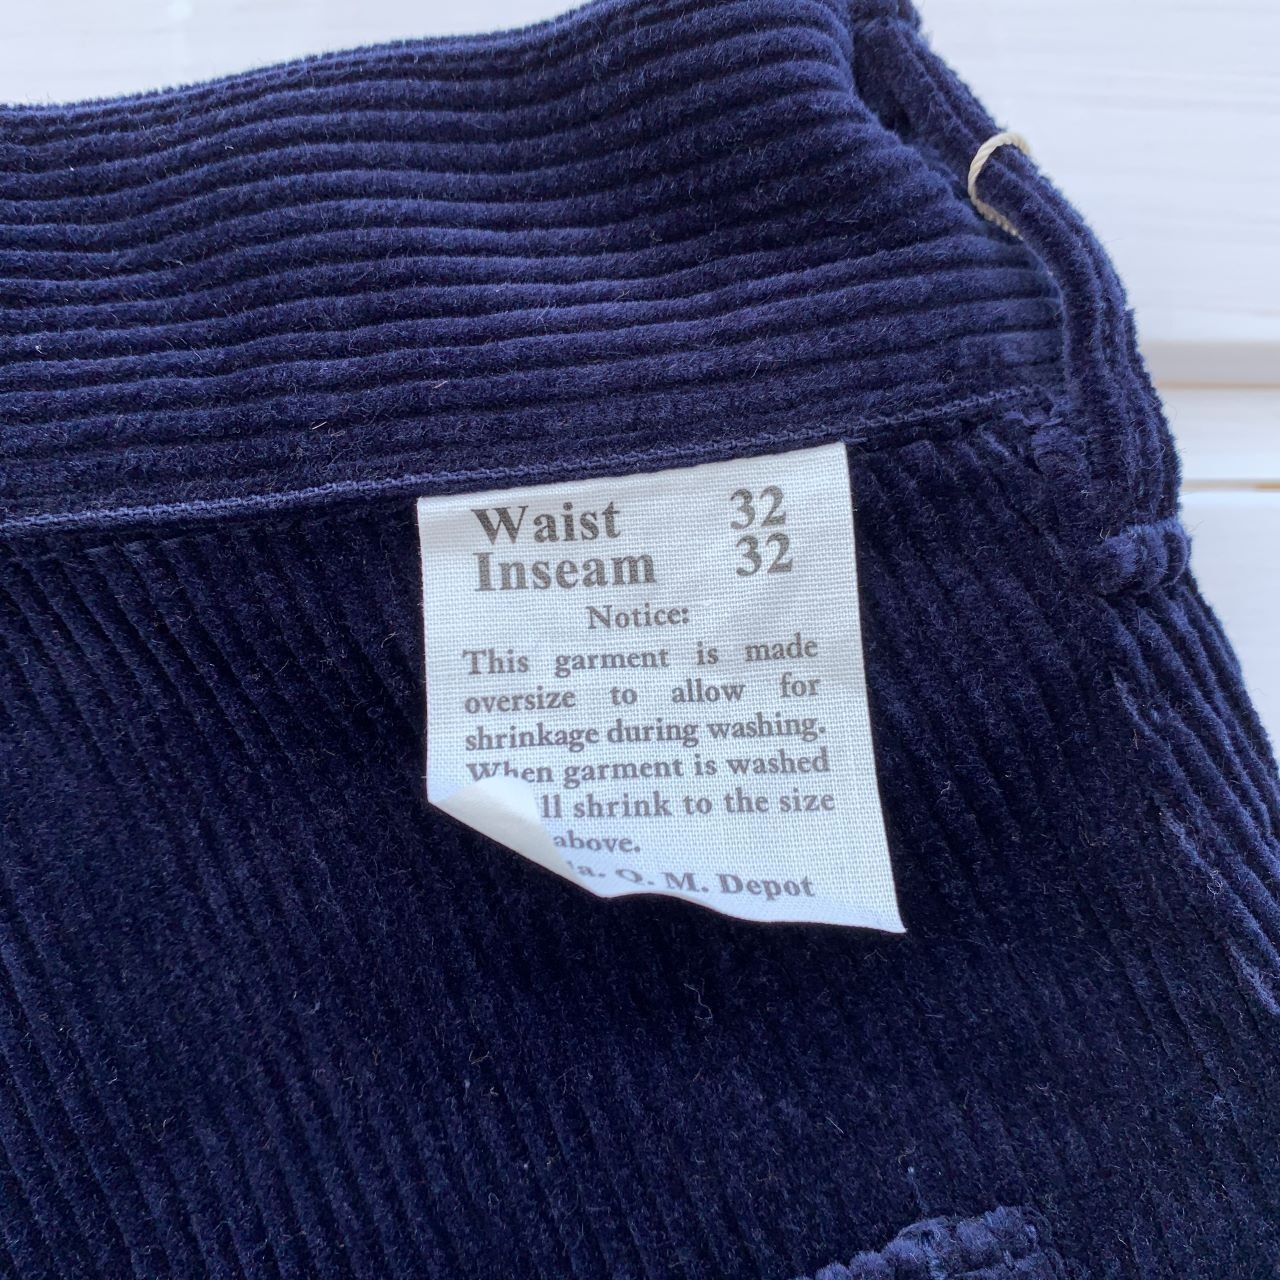 Waist 32
Inseam 32
Notice:
This garment is made
oversize to allow for
shrinkage during washing.
When garment is washed
ll shrink to the size
above.
a. Q. M. Depot